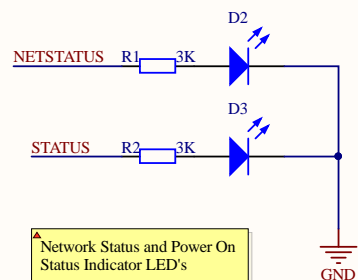 D2
NETSTATUS R1 3K
D3
STATUS R2 3K
Network Status and Power On
Status Indicator LED's
GND